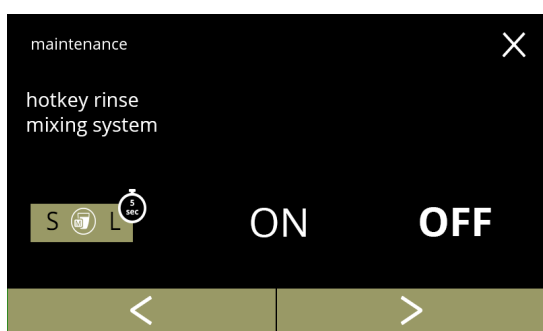 maintenance
hotkey rinse
mixing system
S M L
5
sec
ON
OFF